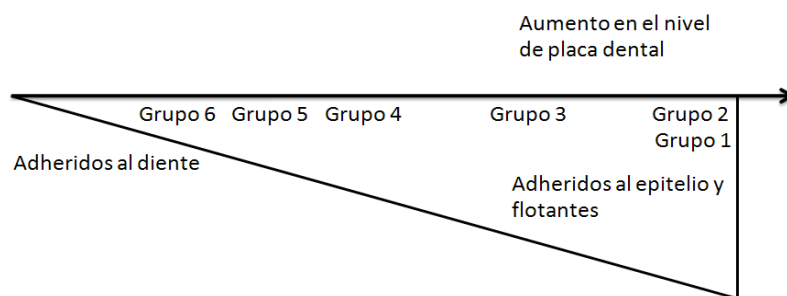 Aumento en el nivel
de placa dental
Grupo 6 Grupo 5 Grupo 4 Grupo 3 Grupo 2
Grupo 1
Adheridos al diente
Adheridos al epitelio y
flotantes